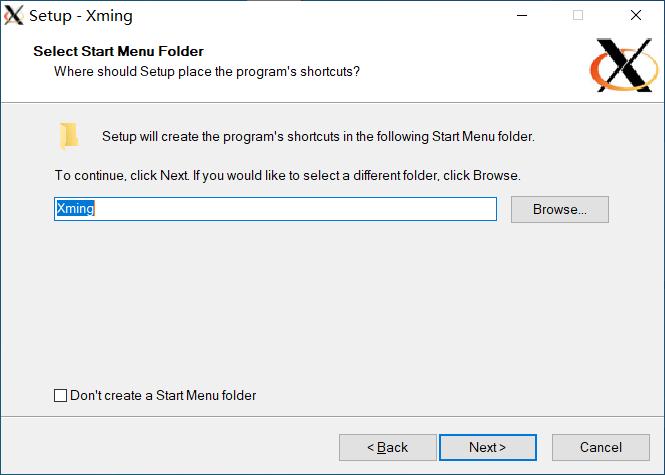 Setup - Xming
Select Start Menu Folder
Where should Setup place the program's shortcuts?
Setup will create the program's shortcuts in the following Start Menu folder.
To continue, click Next. If you would like to select a different folder, click Browse.
Xming
Browse...
Don't create a Start Menu folder
< Back
Next >
Cancel